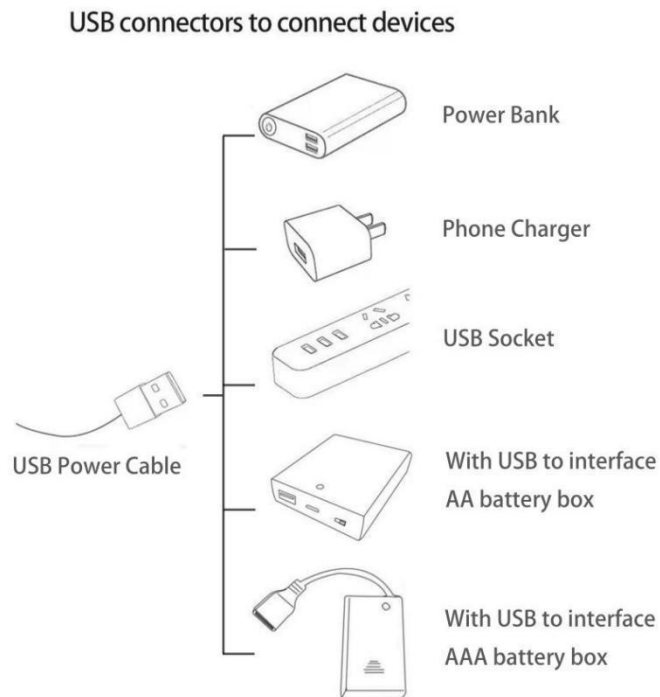 USB connectors to connect devices
Power Bank
Phone Charger
USB Socket
USB Power Cable
With USB to interface
AA battery box
With USB to interface
AAA battery box